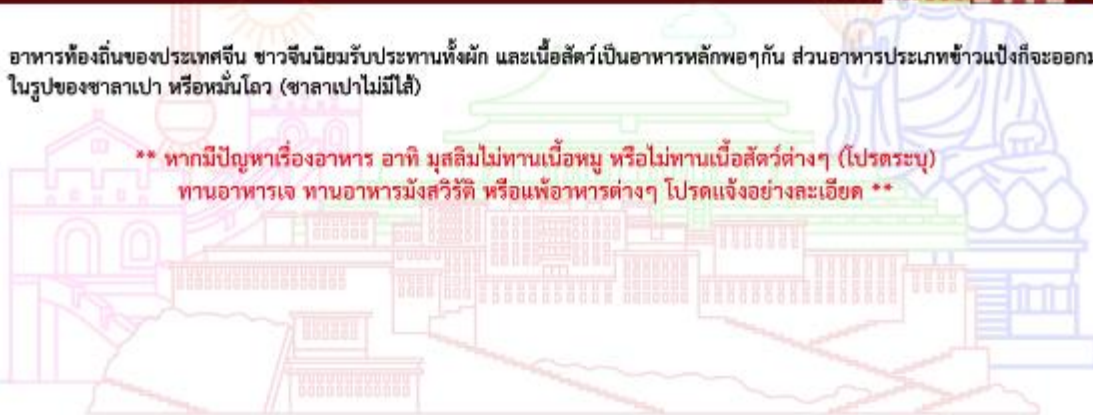 อาหารท้องถิ่นของประเทศจีน ชาวจีนนิยมรับประทานทั้งผัก และเนื้อสัตว์เป็นอาหารหลักพอๆกัน ส่วนอาหารประเภทข้าวแป้งก็จะออกม
ในรูปของซาลาเปา หรือหมั่นโถว (ซาลาเปาไม่มีไส้)
** หากมีปัญหาเรื่องอาหาร อาทิ มุสลิมไม่ทานเนื้อหมู หรือไม่ทานเนื้อสัตว์ต่างๆ (โปรดระบุ)
ทานอาหารเจ ทานอาหารมังสวิรัติ หรือแพ้อาหารต่างๆ โปรดแจ้งอย่างละเอียด **